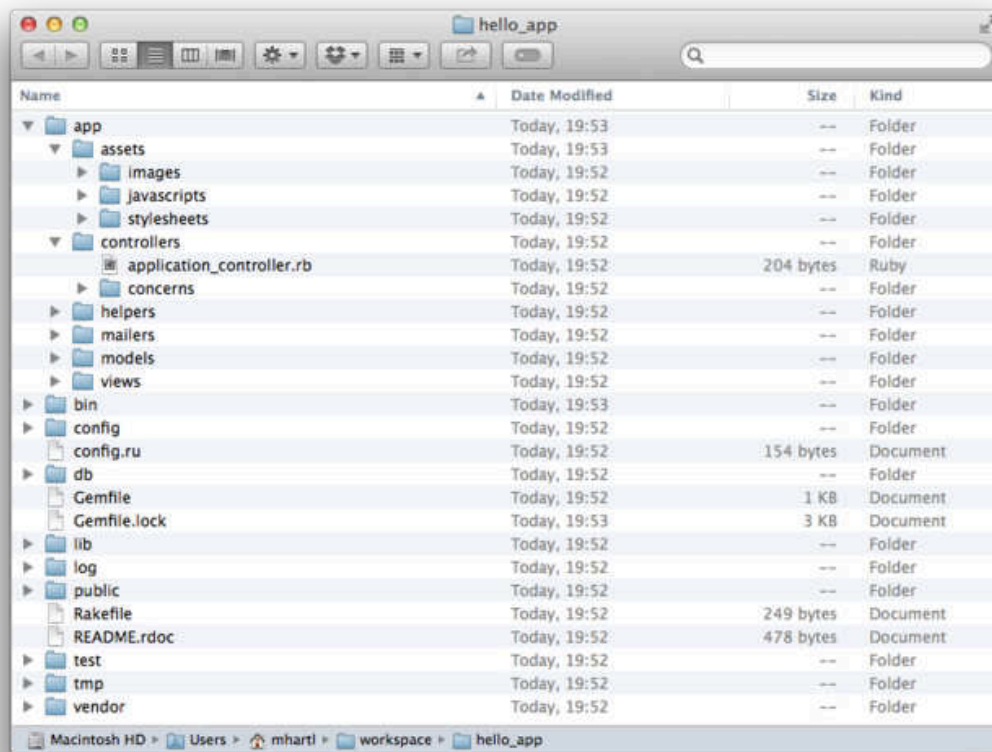 hello_app
Name Date Modified Size Kind
app Today, 19:53 -- Folder
assets Today, 19:53 -- Folder
images Today, 19:52 -- Folder
javascripts Today, 19:52 -- Folder
stylesheets Today, 19:52 -- Folder
controllers Today, 19:52 -- Folder
application_controller.rb Today, 19:52 204 bytes Ruby
concerns Today, 19:52 -- Folder
helpers Today, 19:52 -- Folder
mailers Today, 19:52 -- Folder
models Today, 19:52 -- Folder
views Today, 19:52 -- Folder
bin Today, 19:53 -- Folder
config Today, 19:52 -- Folder
config.ru Today, 19:52 154 bytes Document
db Today, 19:52 -- Folder
Gemfile Today, 19:52 1 KB Document
Gemfile.lock Today, 19:53 3 KB Document
lib Today, 19:52 -- Folder
log Today, 19:52 -- Folder
public Today, 19:52 -- Folder
Rakefile Today, 19:52 249 bytes Document
README.rdoc Today, 19:52 478 bytes Document
test Today, 19:52 -- Folder
tmp Today, 19:52 -- Folder
vendor Today, 19:52 -- Folder
Macintosh HD Users mhartl workspace hello_app